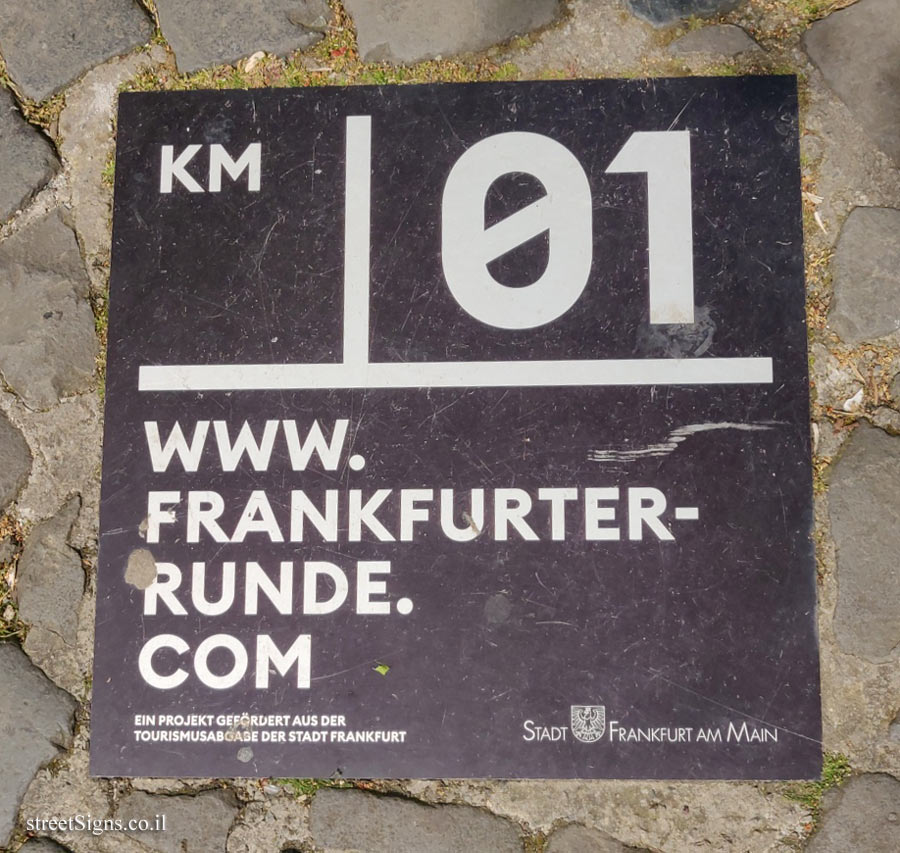 KM 01
WWW.
FRANKFURTER-
RUNDE.
COM
EIN PROJEKT GEFÖRDERT AUS DER
TOURISMUSABGABE DER STADT FRANKFURT
STADT FRANKFURT AM MAIN
streetSigns.co.il